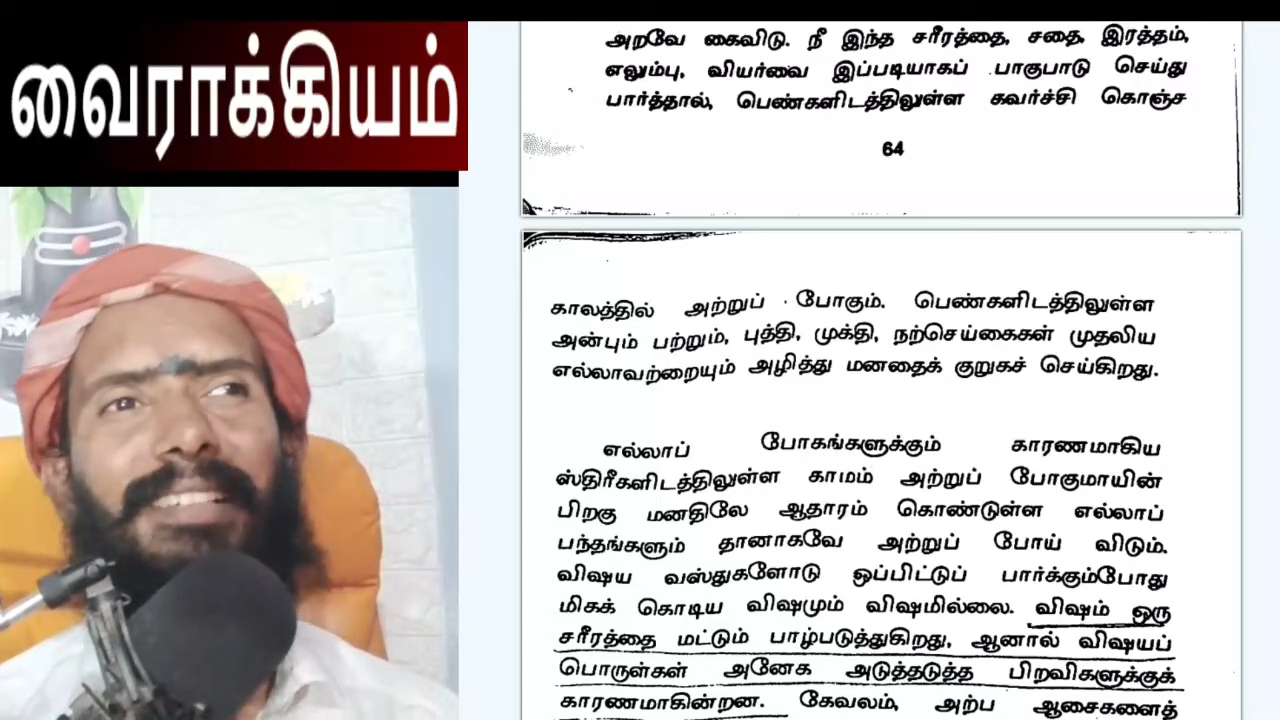 வைராக்கியம்
அறவே கைவிடு. நீ இந்த சரீரத்தை, சதை, இரத்தம்,
எலும்பு, வியர்வை இப்படியாகப் பாகுபாடு செய்து
பார்த்தால், பெண்களிடத்திலுள்ள கவர்ச்சி கொஞ்ச
64
காலத்தில் அற்றுப் போகும். பெண்களிடத்திலுள்ள
அன்பும் பற்றும், புத்தி, முக்தி, நற்செய்கைகள் முதலிய
எல்லாவற்றையும் அழித்து மனதைக் குறுகச் செய்கிறது.
எல்லாப் போகங்களுக்கும் காரணமாகிய
ஸ்திரீகளிடத்திலுள்ள காமம் அற்றுப் போகுமாயின்
பிறகு மனதிலே ஆதாரம் கொண்டுள்ள எல்லாப்
பந்தங்களும் தானாகவே அற்றுப் போய் விடும்.
விஷய வஸ்துகளோடு ஒப்பிட்டுப் பார்க்கும்போது
மிகக் கொடிய விஷமும் விஷமில்லை. விஷம் ஒரு
சரீரத்தை மட்டும் பாழ்படுத்துகிறது, ஆனால் விஷயப்
பொருள்கள் அனேக அடுத்தடுத்த பிறவிகளுக்குக்
காரணமாகின்றன. கேவலம், அற்ப ஆசைகளைத்